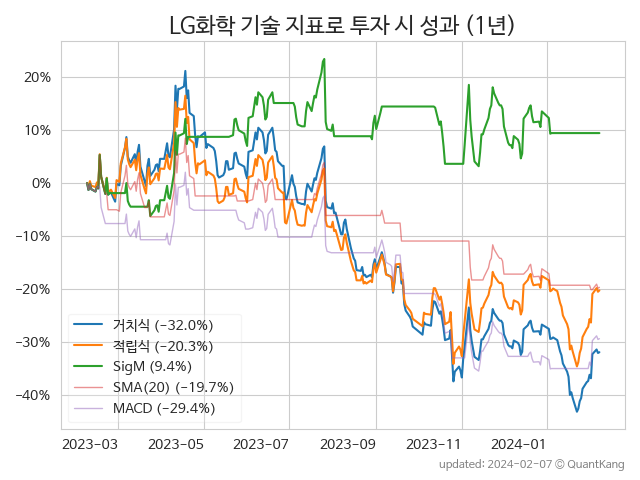 LG화학 기술 지표로 투자 시 성과 (1년)
20%
10%
0%
−10%
−20%
−30%
−40%
거치식 (−32.0%)
적립식 (−20.3%)
SigM (9.4%)
SMA(20) (−19.7%)
MACD (−29.4%)
2023-03 2023-05 2023-07 2023-09 2023-11 2024-01
updated: 2024-02-07 © QuantKang